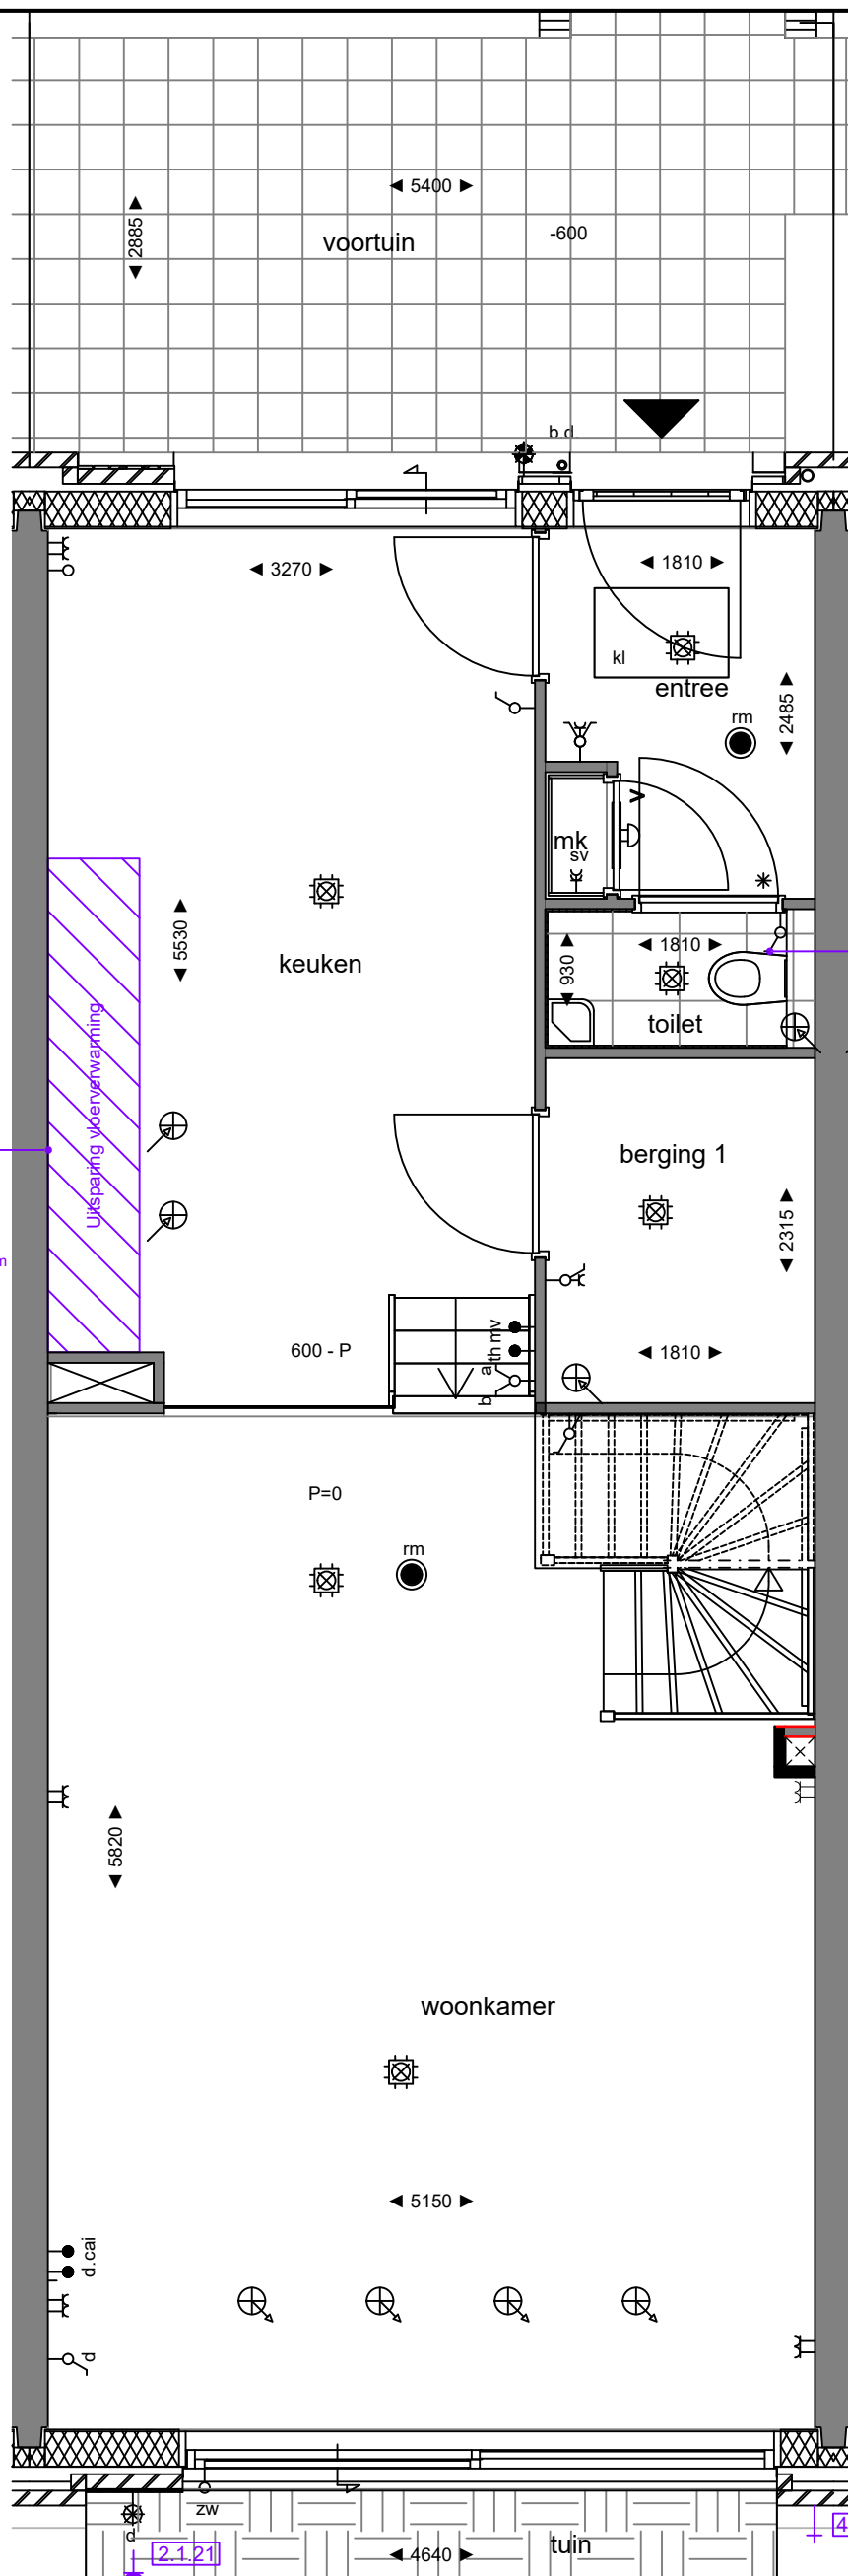 5400
2885
voortuin
-600
b d
3270
1810
kl
entree
rm
2485
mk
sv
V
5530
keuken
930
1810
toilet
Uitsparing vloerverwarming
berging 1
2315
m
600 - P
mv
th
a
b
1810
P=0
rm
5820
woonkamer
5150
d.cai
d
zw
d
2.1.21
4640
tuin
4